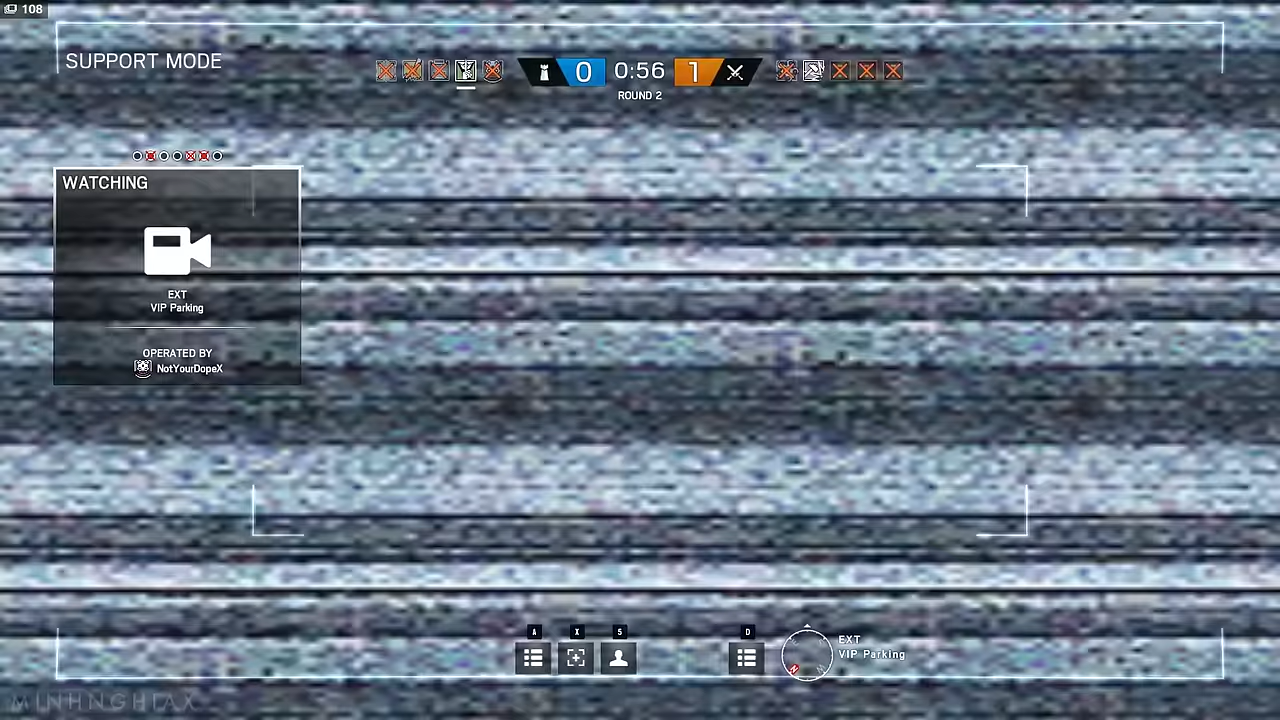 108
SUPPORT MODE
0 0:56 1
ROUND 2
WATCHING
EXT
VIP Parking
OPERATED BY
NotYourDopeX
A X S D
EXT
VIP Parking
N W
MINHNGHIAX